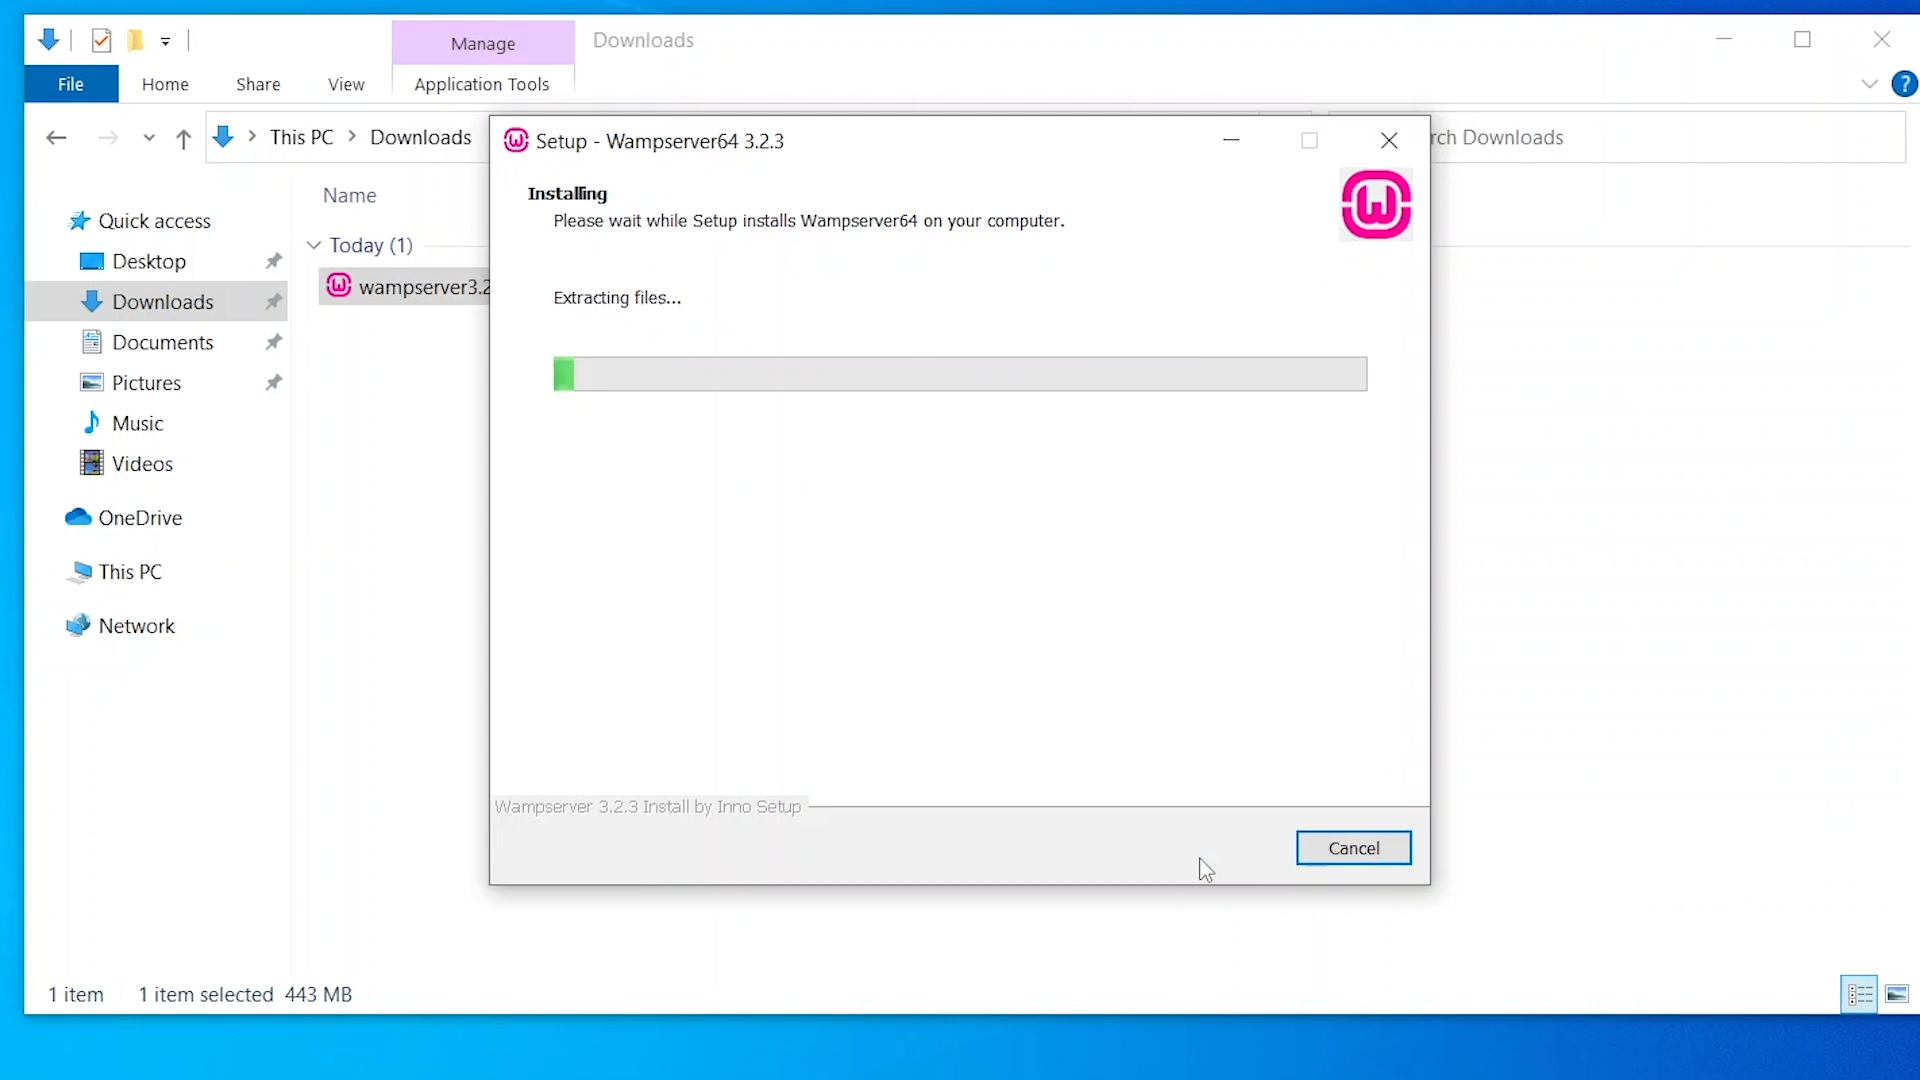 Manage
Downloads
File
Home
Share
View
Application Tools
This PC
Downloads
rch Downloads
Setup - Wampserver64 3.2.3
Installing
Please wait while Setup installs Wampserver64 on your computer.
Extracting files...
Name
Today (1)
wampserver3.2
Quick access
Desktop
Downloads
Documents
Pictures
Music
Videos
OneDrive
This PC
Network
Wampserver 3.2.3 Install by Inno Setup
Cancel
1 item
1 item selected 443 MB